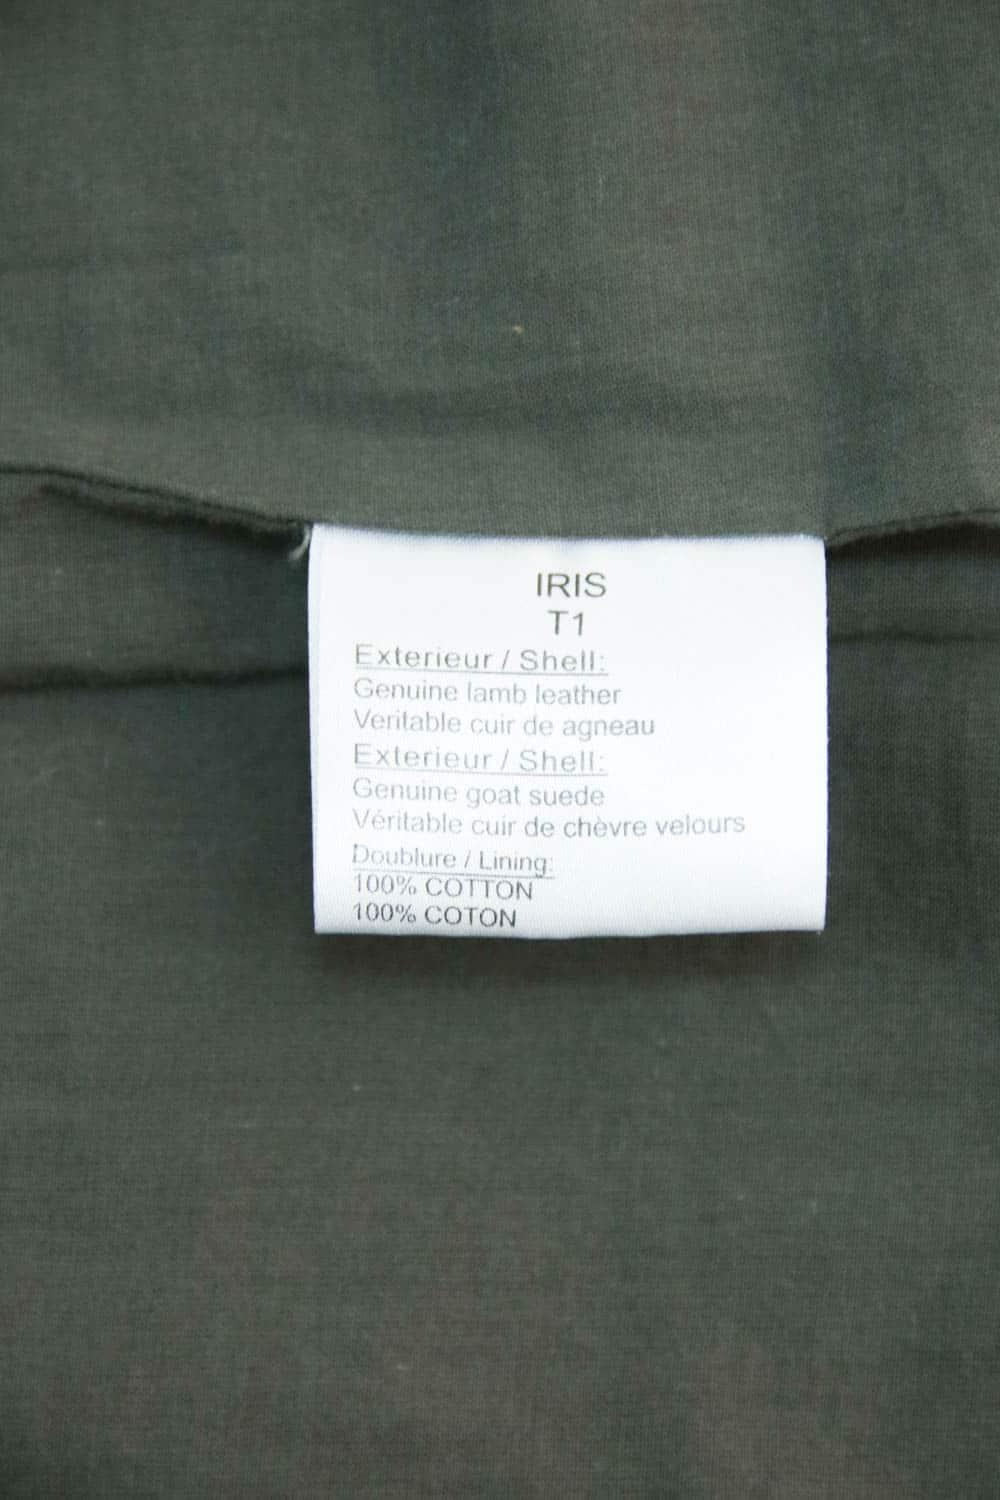 IRIS
T1
Exterieur / Shell:
Genuine lamb leather
Veritable cuir de agneau
Exterieur / Shell:
Genuine goat suede
Véritable cuir de chèvre velours
Doublure / Lining:
100% COTTON
100% COTON